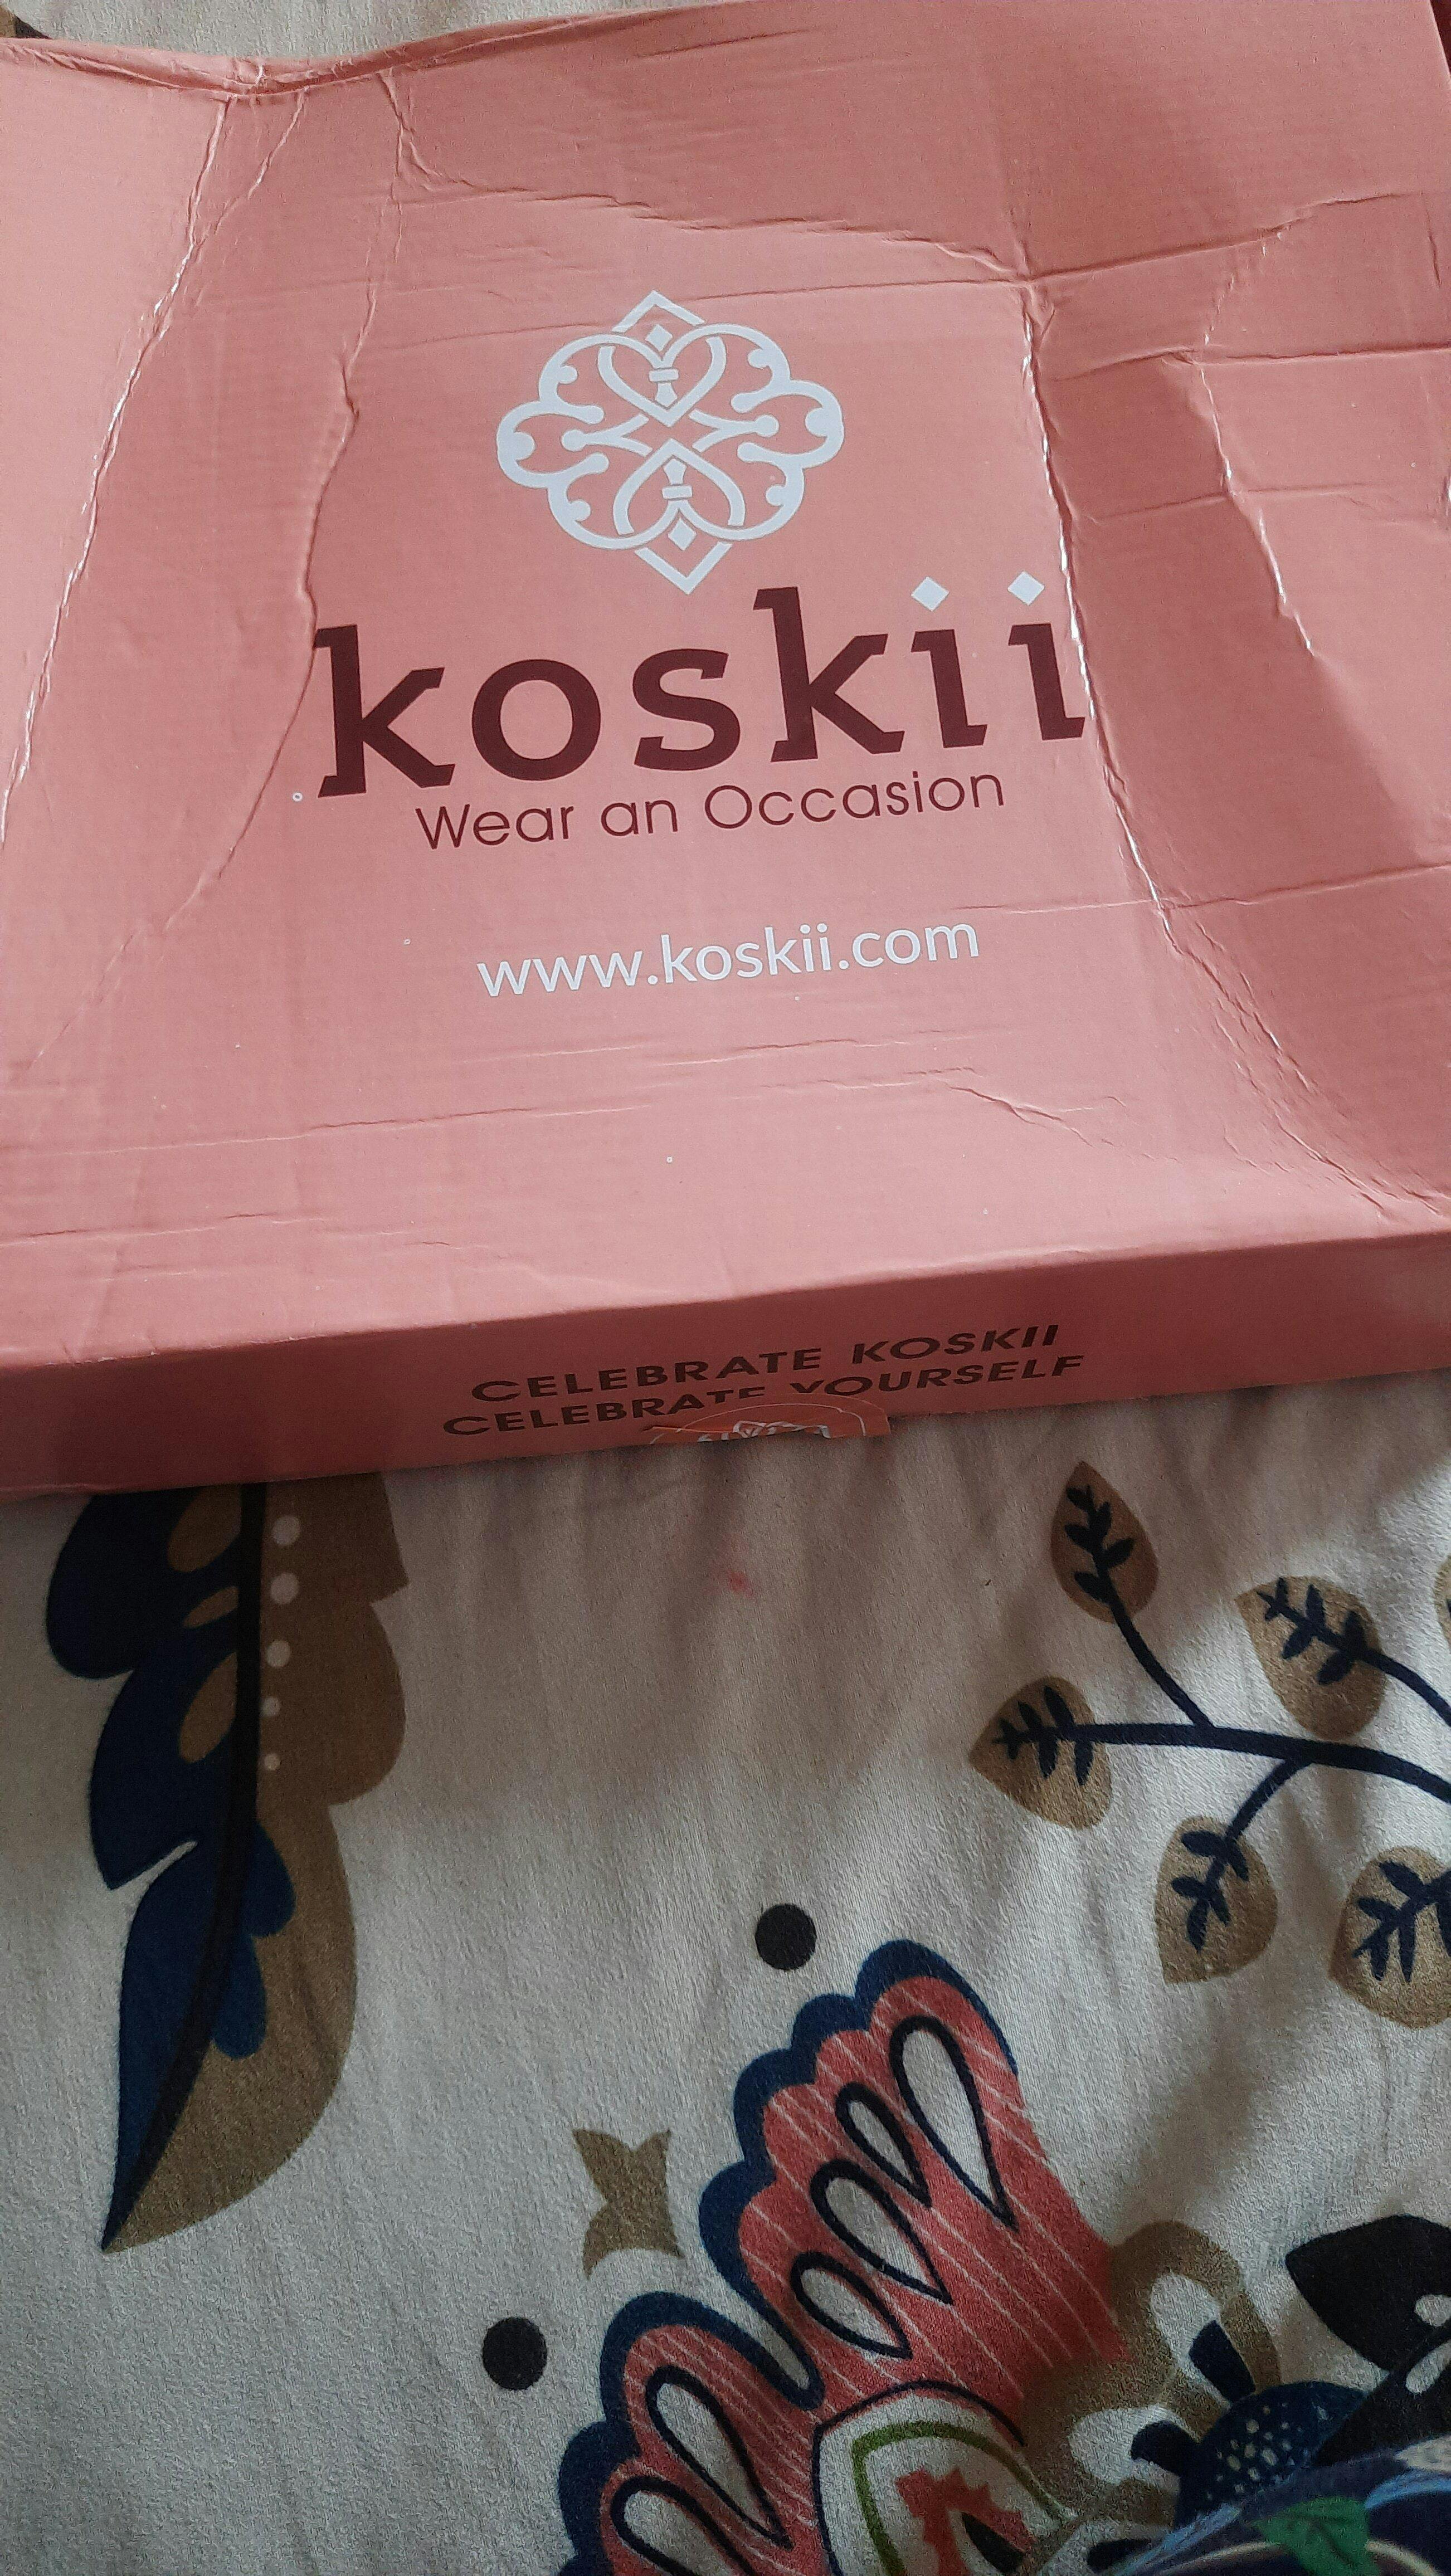 koskii
Wear an Occasion
www.koskii.com
CELEBRATE KOSKII
CELEBRATE YOURSELF